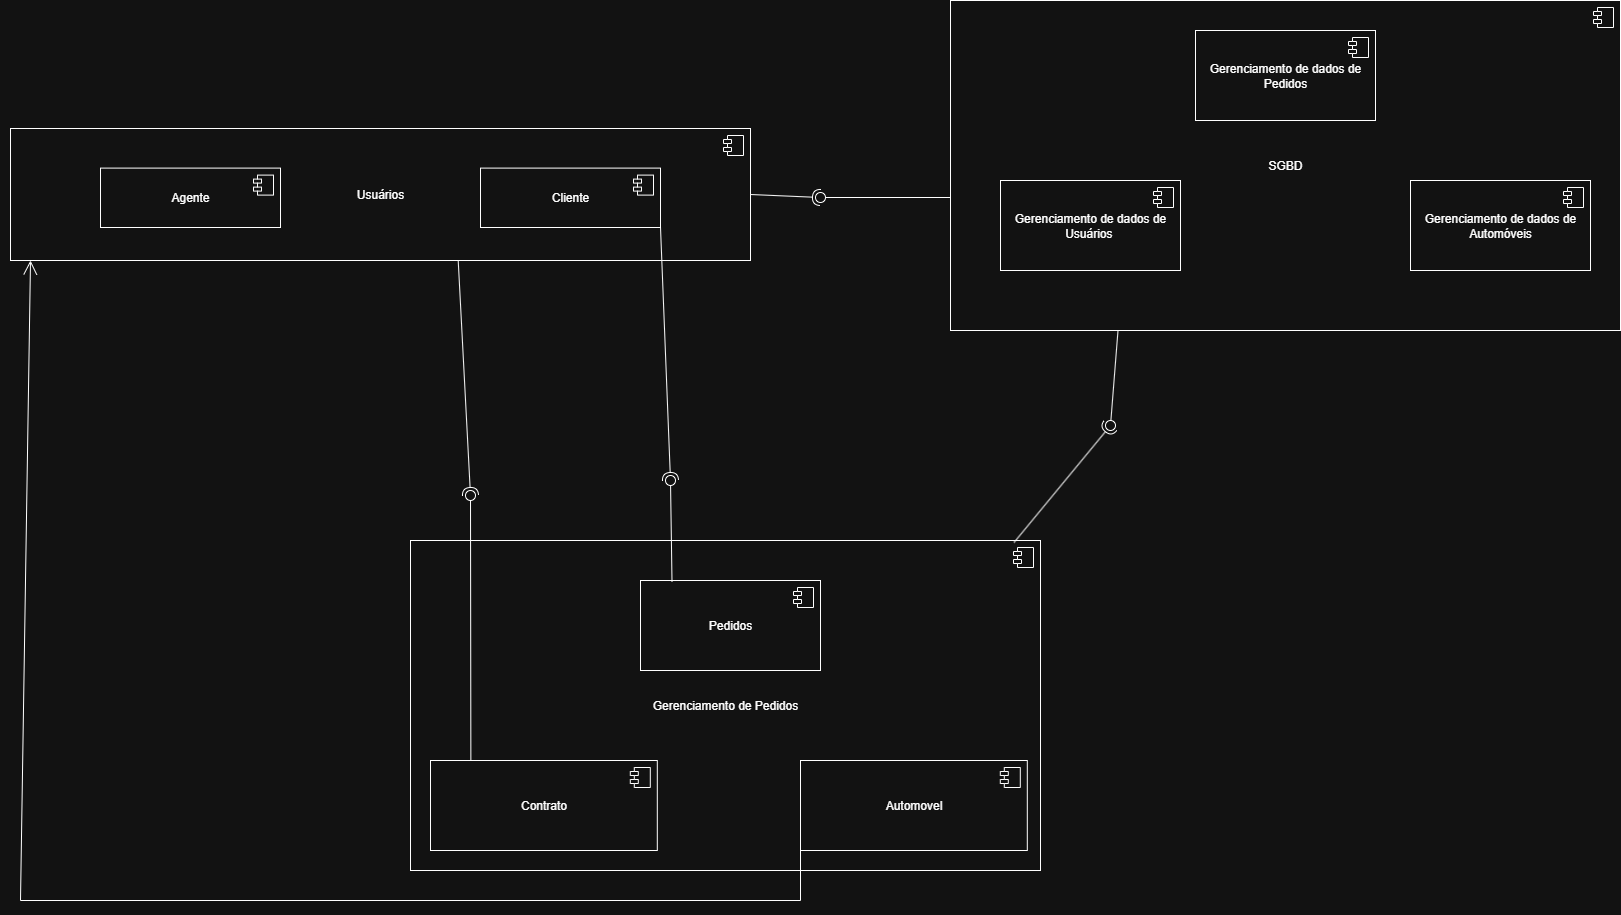 Gerenciamento de dados de
Pedidos
SGBD
Agente
Usuários
Cliente
Gerenciamento de dados de
Usuários
Gerenciamento de dados de
Automóveis
Pedidos
Gerenciamento de Pedidos
Contrato
Automovel